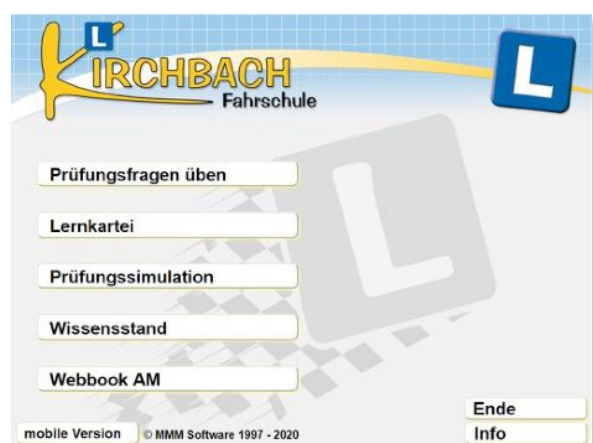 L
KIRCHBACH
Fahrschule
L
Prüfungsfragen üben
Lernkartei
Prüfungssimulation
Wissensstand
Webbook AM
L
Ende
mobile Version © MMM Software 1997 - 2020
Info